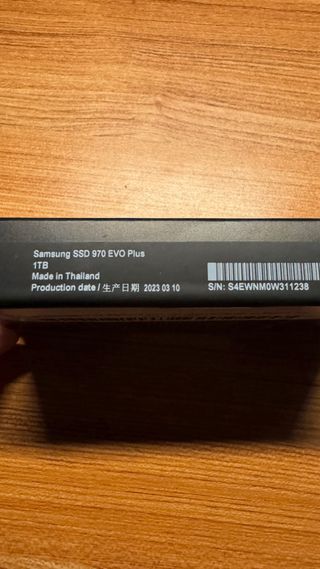 Samsung SSD 970 EVO Plus
1TB
Made in Thailand
Production date / 生产日期 2023 03 10
S/N: S4EWNM0W311238